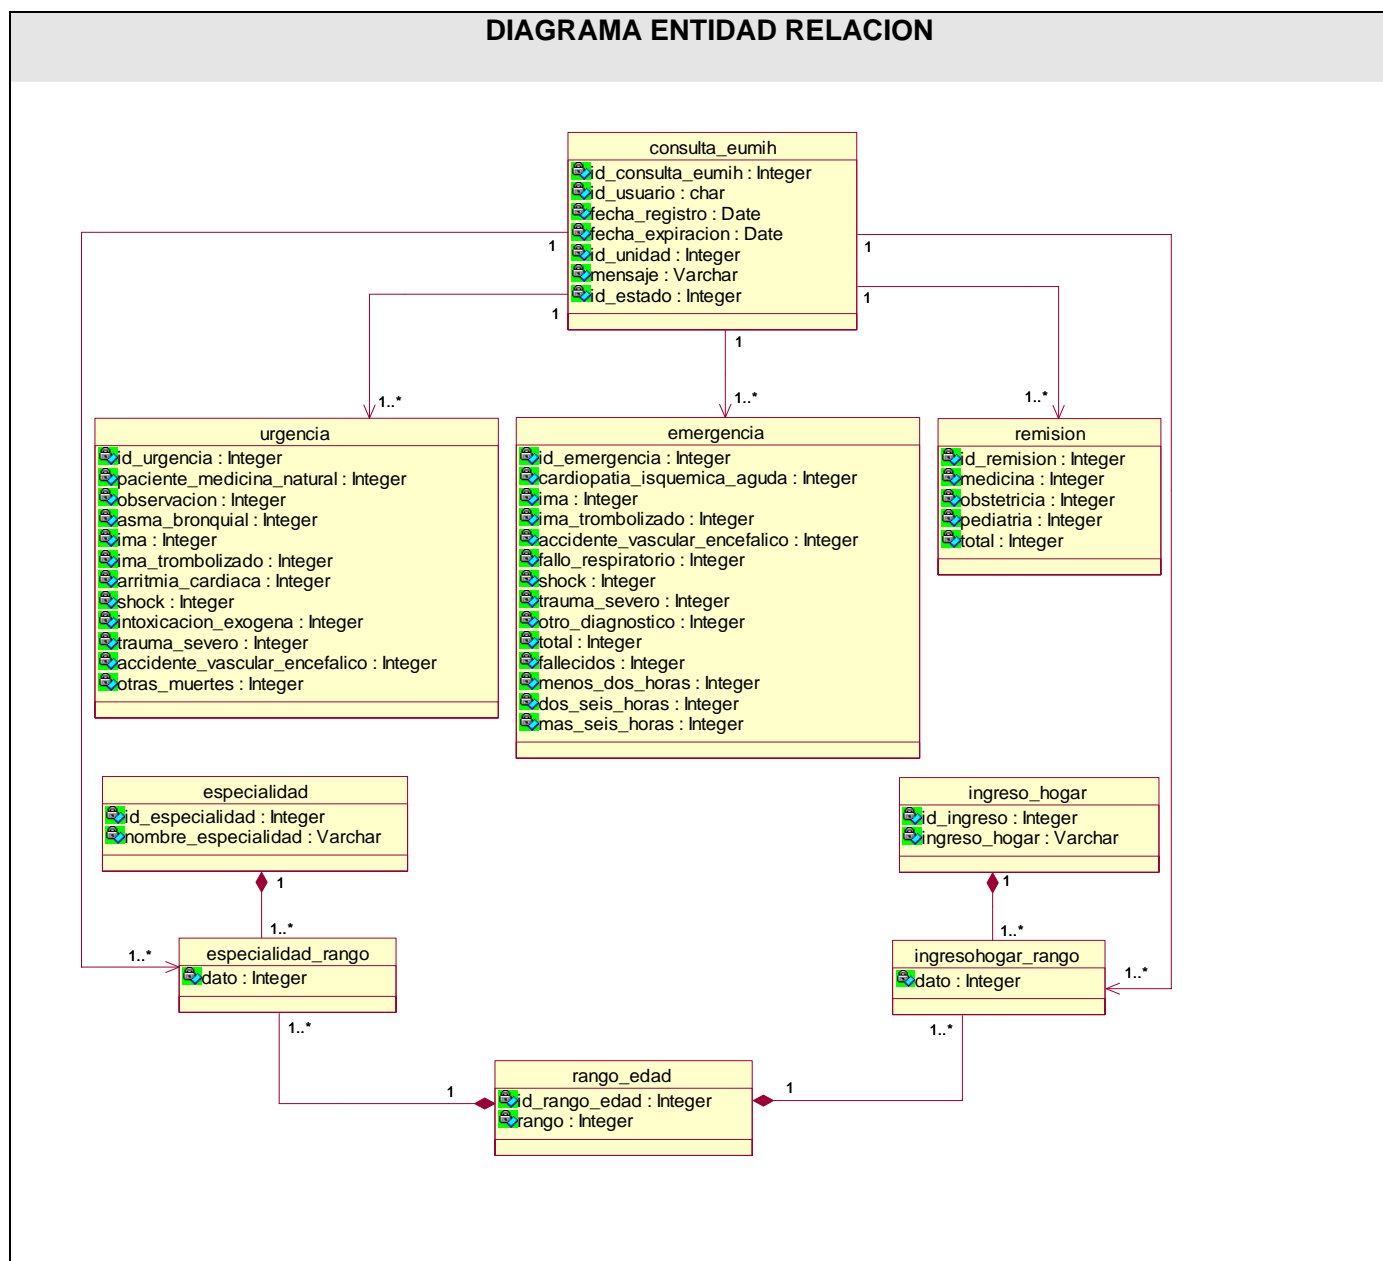 DIAGRAMA ENTIDAD RELACION
consulta_eumih
id_consulta_eumih : Integer
id_usuario : char
fecha_registro : Date
fecha_expiracion : Date
id_unidad : Integer
mensaje : Varchar
id_estado : Integer
1
1
1
1
1
1..*
1..*
1..*
urgencia
id_urgencia : Integer
paciente_medicina_natural : Integer
observacion : Integer
asma_bronquial : Integer
ima : Integer
ima_trombolizado : Integer
arritmia_cardiaca : Integer
shock : Integer
intoxicacion_exogena : Integer
trauma_severo : Integer
accidente_vascular_encefalico : Integer
otras_muertes : Integer
emergencia
id_emergencia : Integer
cardiopatia_isquemica_aguda : Integer
ima : Integer
ima_trombolizado : Integer
accidente_vascular_encefalico : Integer
fallo_respiratorio : Integer
shock : Integer
trauma_severo : Integer
otro_diagnostico : Integer
total : Integer
fallecidos : Integer
menos_dos_horas : Integer
dos_seis_horas : Integer
mas_seis_horas : Integer
remision
id_remision : Integer
medicina : Integer
obstetricia : Integer
pediatria : Integer
total : Integer
especialidad
id_especialidad : Integer
nombre_especialidad : Varchar
1
1..*
ingreso_hogar
id_ingreso : Integer
ingreso_hogar : Varchar
1
1..*
1..*
especialidad_rango
dato : Integer
1..*
ingresohogar_rango
dato : Integer
1..*
1..*
1
rango_edad
id_rango_edad : Integer
rango : Integer
1